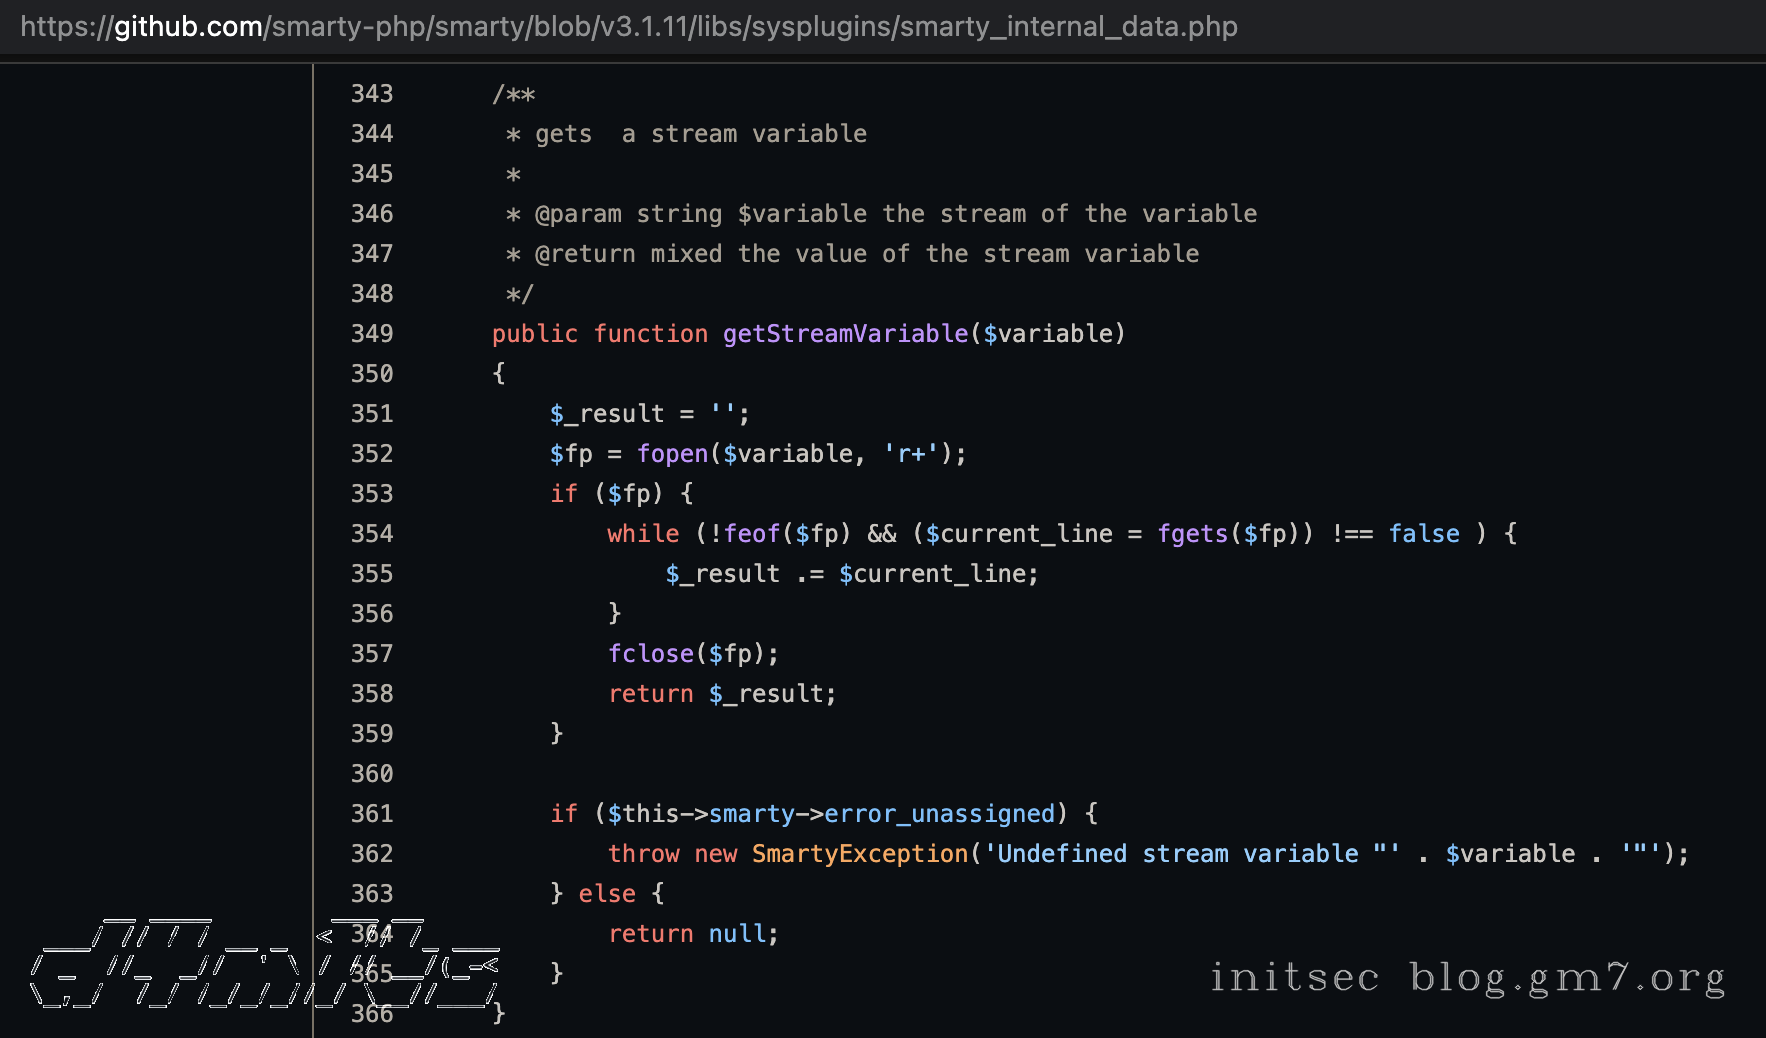 https://github.com/smarty-php/smarty/blob/v3.1.11/libs/sysplugins/smarty_internal_data.php
343 /**
344 * gets  a stream variable
345 *
346 * @param string $variable the stream of the variable
347 * @return mixed the value of the stream variable
348 */
349 public function getStreamVariable($variable)
350 {
351 $_result = '';
352 $fp = fopen($variable, 'r+');
353 if ($fp) {
354 while (!feof($fp) && ($current_line = fgets($fp)) !== false ) {
355 $_result .= $current_line;
356 }
357 fclose($fp);
358 return $_result;
359 }
360
361 if ($this->smarty->error_unassigned) {
362 throw new SmartyException('Undefined stream variable "' . $variable . '"');
363 } else {
364 return null;
365 }
366 }
initsec blog.gm7.org